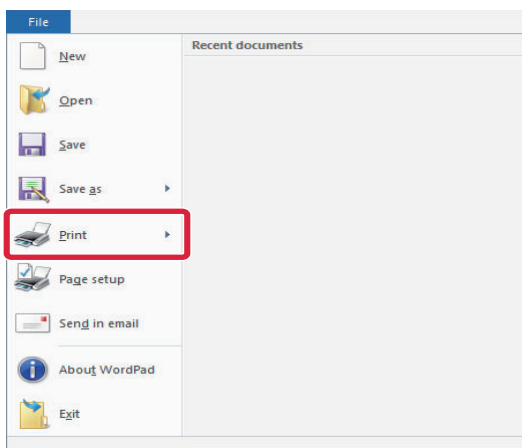 File
Recent documents
New
Open
Save
Save as
Print
Page setup
Send in email
About WordPad
Exit